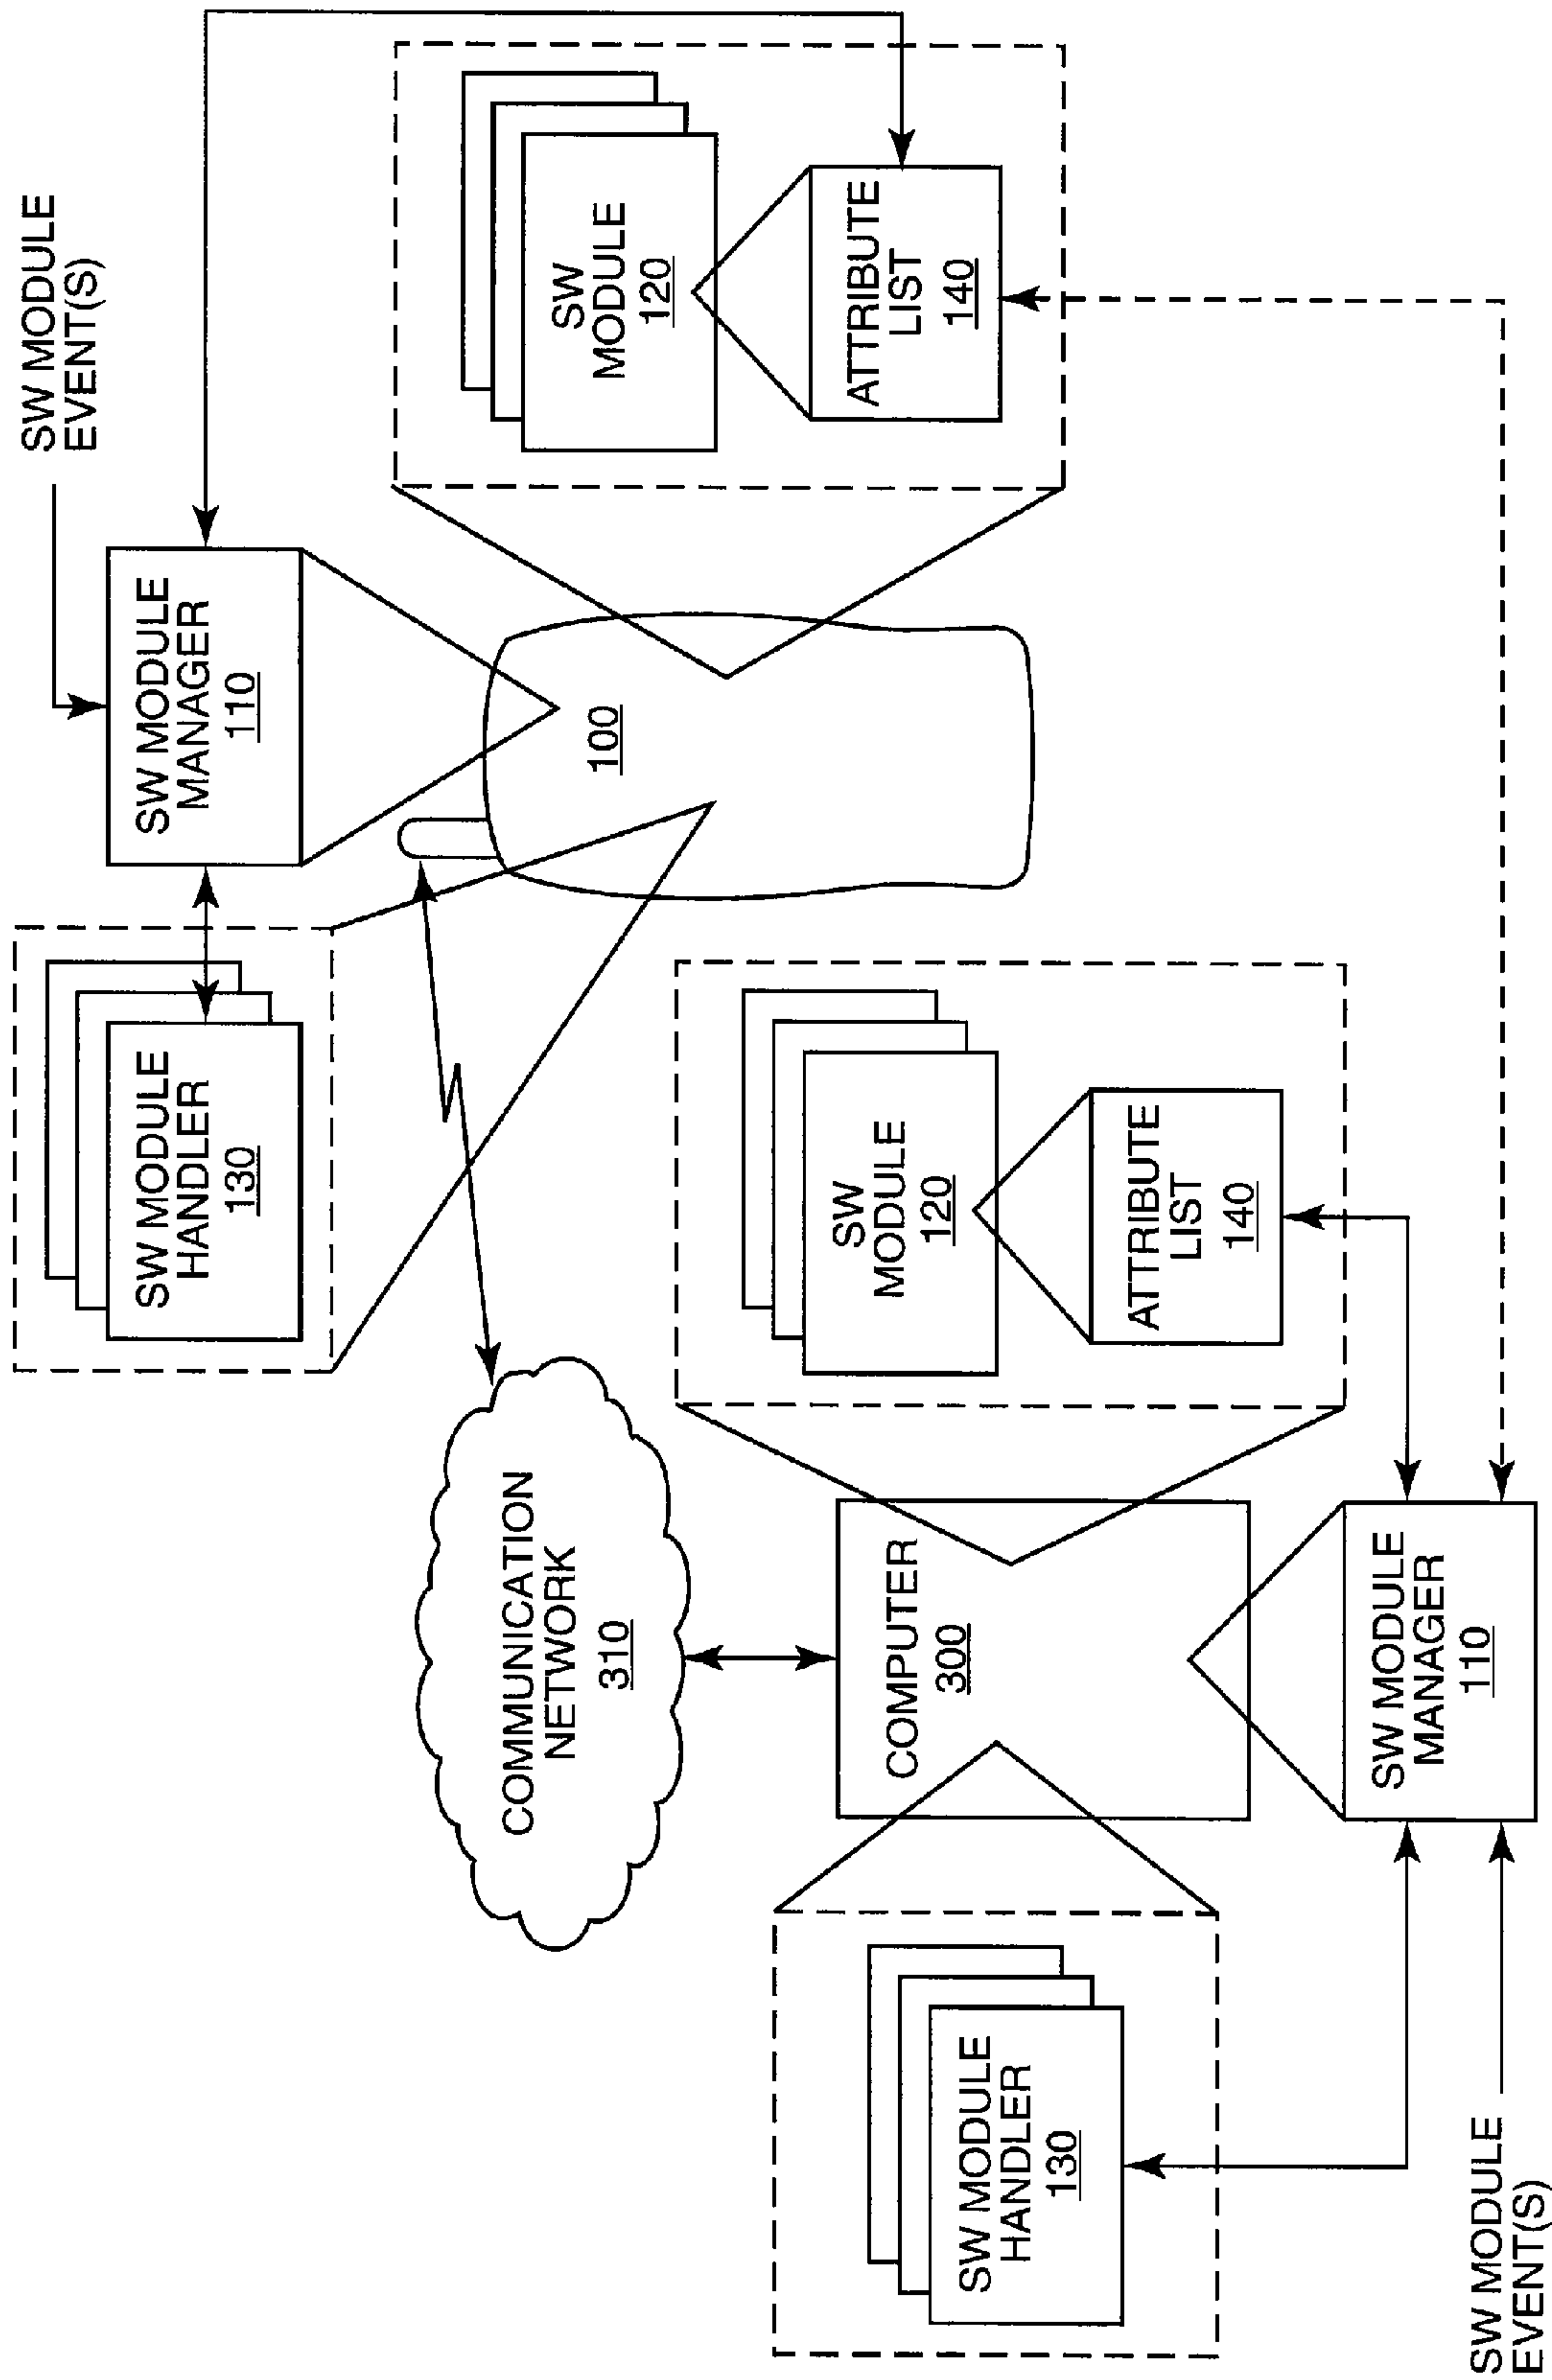 SW MODULE
EVENT(S)
SW MODULE
HANDLER
130
SW MODULE
MANAGER
110
100
SW
MODULE
120
ATTRIBUTE
LIST
140
COMMUNICATION
NETWORK
310
COMPUTER
300
SW
MODULE
120
ATTRIBUTE
LIST
140
SW MODULE
HANDLER
130
SW MODULE
MANAGER
110
SW MODULE
EVENT(S)